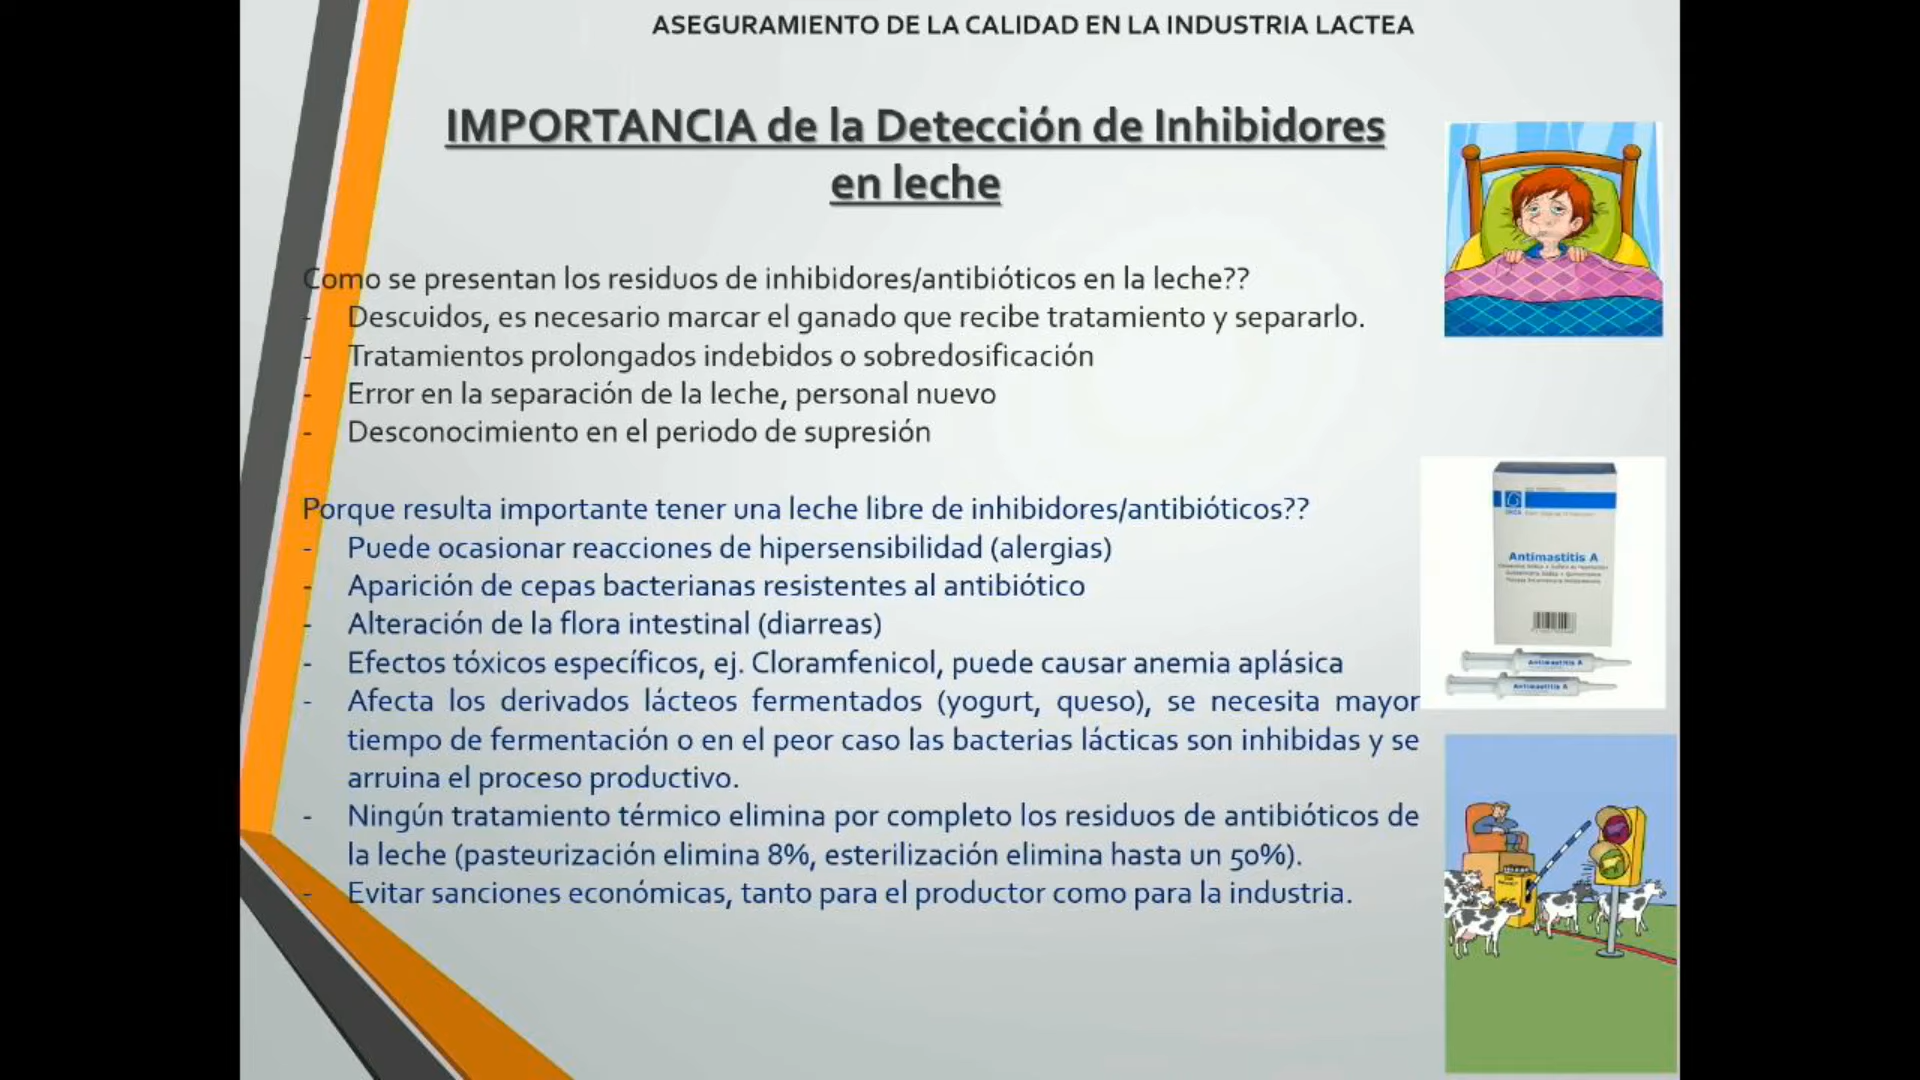 ASEGURAMIENTO DE LA CALIDAD EN LA INDUSTRIA LACTEA
IMPORTANCIA de la Detección de Inhibidores
en leche
Como se presentan los residuos de inhibidores/antibióticos en la leche??
- Descuidos, es necesario marcar el ganado que recibe tratamiento y separarlo.
- Tratamientos prolongados indebidos o sobredosificación
- Error en la separación de la leche, personal nuevo
- Desconocimiento en el periodo de supresión
Porque resulta importante tener una leche libre de inhibidores/antibióticos??
- Puede ocasionar reacciones de hipersensibilidad (alergias)
- Aparición de cepas bacterianas resistentes al antibiótico
- Alteración de la flora intestinal (diarreas)
- Efectos tóxicos específicos, ej. Cloramfenicol, puede causar anemia aplásica
- Afecta los derivados lácteos fermentados (yogurt, queso), se necesita mayor
tiempo de fermentación o en el peor caso las bacterias lácticas son inhibidas y se
arruina el proceso productivo.
- Ningún tratamiento térmico elimina por completo los residuos de antibióticos de
la leche (pasteurización elimina 8%, esterilización elimina hasta un 50%).
- Evitar sanciones económicas, tanto para el productor como para la industria.
Antimastitis A
Antimastitis A
Antimastitis A